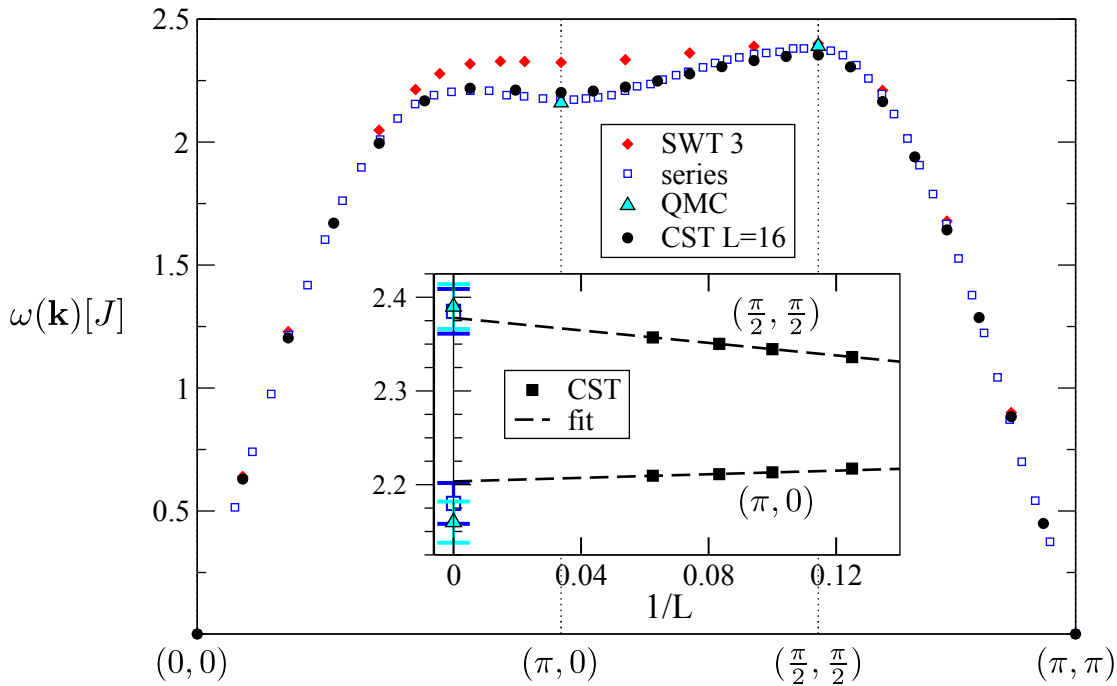 2.5
2
1.5
1
0.5
ω(k)[J]
SWT 3
series
QMC
CST L=16
2.4
2.3
2.2
(π/2, π/2)
CST
fit
(π, 0)
0 0.04 0.08 0.12
1/L
(0, 0) (π, 0) (π/2, π/2) (π, π)